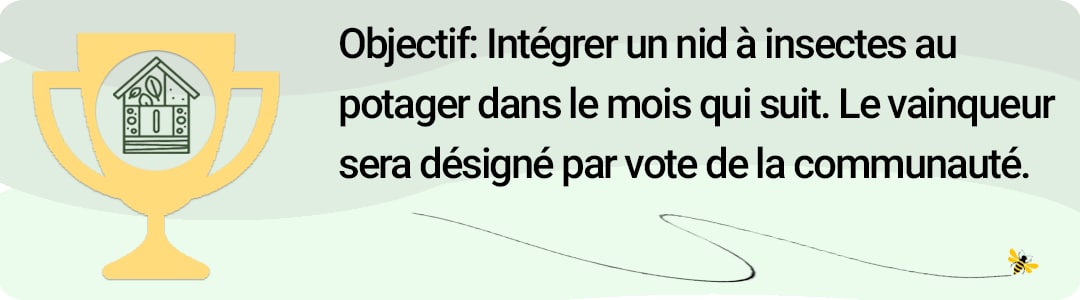 Objectif: Intégrer un nid à insectes au
potager dans le mois qui suit. Le vainqueur
sera désigné par vote de la communauté.